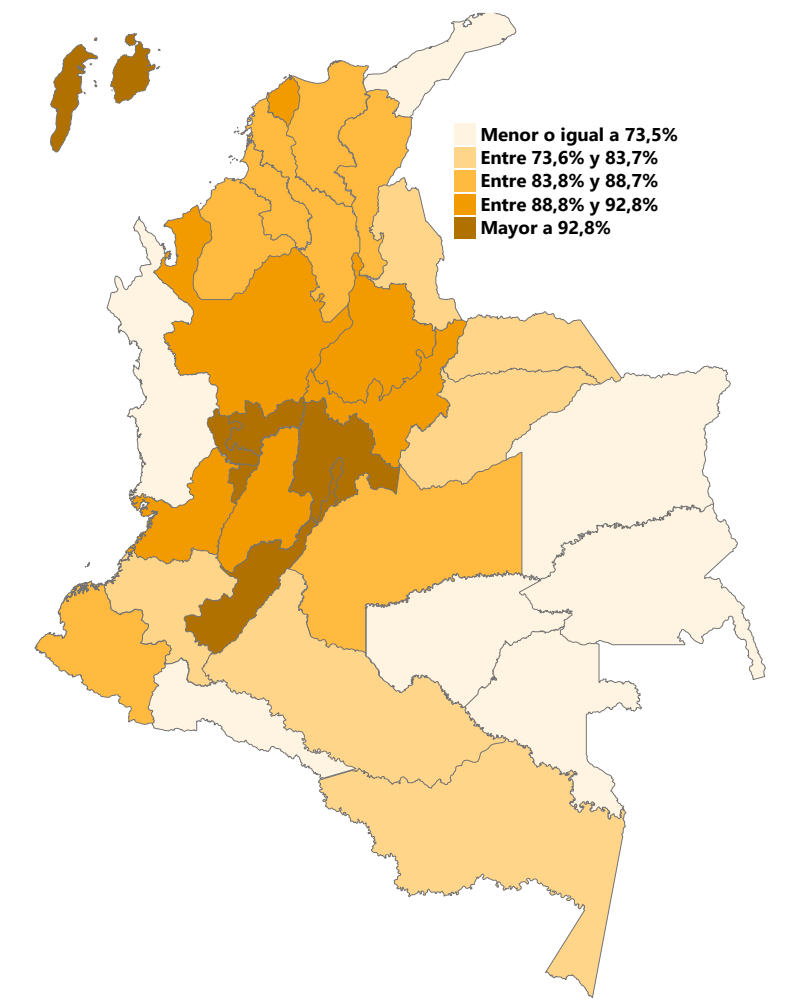 Menor o igual a 73,5%
Entre 73,6% y 83,7%
Entre 83,8% y 88,7%
Entre 88,8% y 92,8%
Mayor a 92,8%